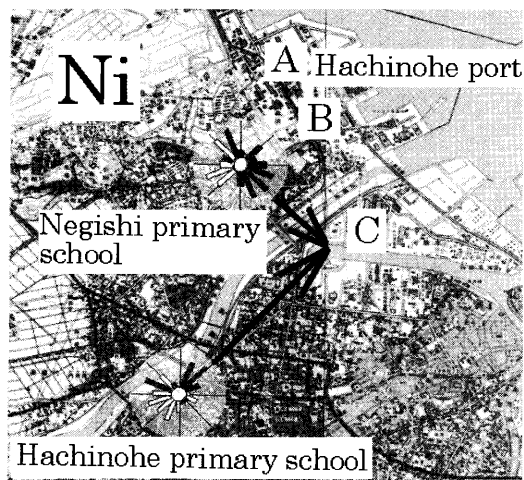 Ni
A Hachinohe port
B
Negishi primary
school
C
Hachinohe primary school